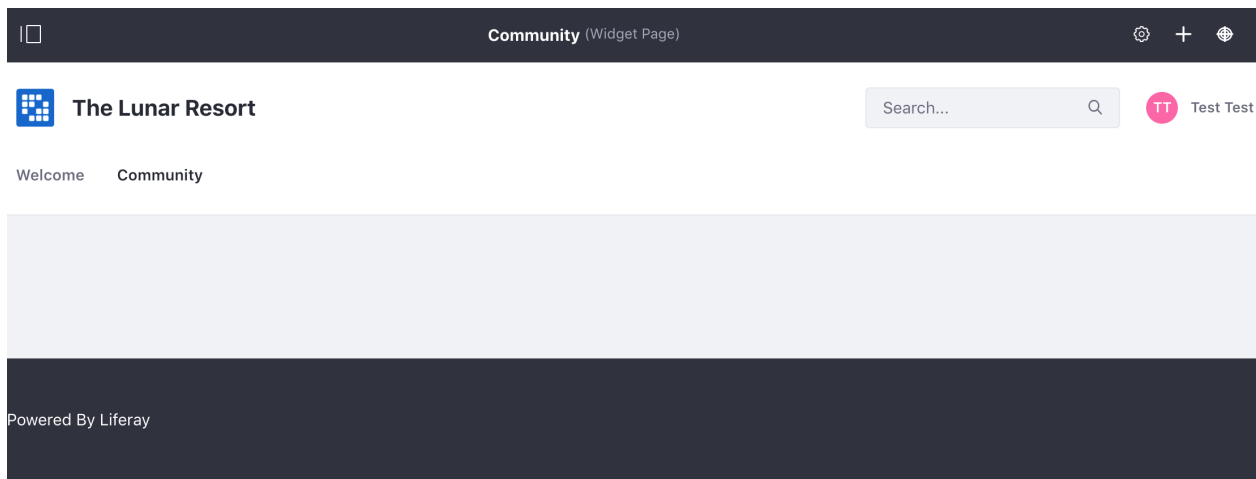 Community (Widget Page)
The Lunar Resort
Search...
TT Test Test
Welcome Community
Powered By Liferay